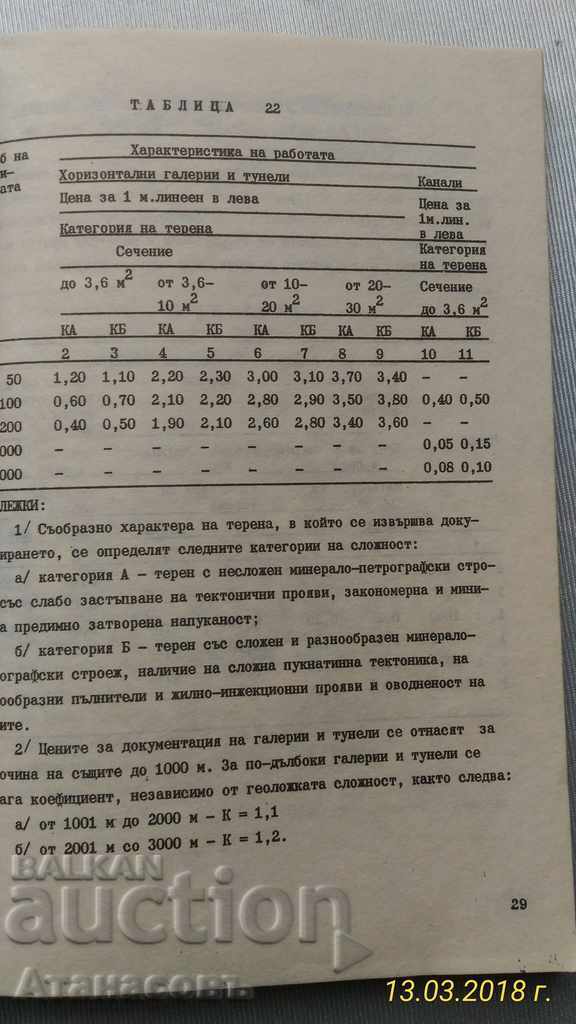 ТАБЛИЦА 22
б на Характеристика на работата
и-
ата Хоризонтални галерии и тунели Канали
Цена за 1 м.линеен в лева Цена за
1м.лин.
в лева
Категория на терена
Сечение Категория
на терена
до 3,6 м2 от 3,6– от 10– от 20– Сечение
10 м2 20 м2 30 м2 до 3,6 м2
КА КБ КА КБ КА КБ КА КБ КА КБ
2 3 4 5 6 7 8 9 10 11
50 1,20 1,10 2,20 2,30 3,00 3,10 3,70 3,40 – –
100 0,60 0,70 2,10 2,20 2,80 2,90 3,50 3,80 0,40 0,50
200 0,40 0,50 1,90 2,10 2,60 2,80 3,40 3,60 – –
000 – – – – – – – – 0,05 0,15
000 – – – – – – – – 0,08 0,10
ЛЕЖКИ:
1/ Съобразно характера на терена, в който се извършва доку-
ирането, се определят следните категории на сложност:
а/ категория А – терен с несложен минерало-петрографски стро-
със слабо застъпване на тектонични прояви, закономерна и мини-
а предимно затворена напуканост;
б/ категория Б – терен със сложен и разнообразен минерало-
ографски строеж, наличие на сложна пукнатинна тектоника, на
ообразни пълнители и жилно-инжекционни прояви и оводненост на
ите.
2/ Цените за документация на галерии и тунели се отнасят за
очина на същите до 1000 м. За по-дълбоки галерии и тунели се
ага коефициент, независимо от геоложката сложност, както следва:
а/ от 1001 м до 2000 м – К = 1,1
б/ от 2001 м со 3000 м – К = 1,2.
29
BALKAN
auction
Атанасовъ
13.03.2018 г.